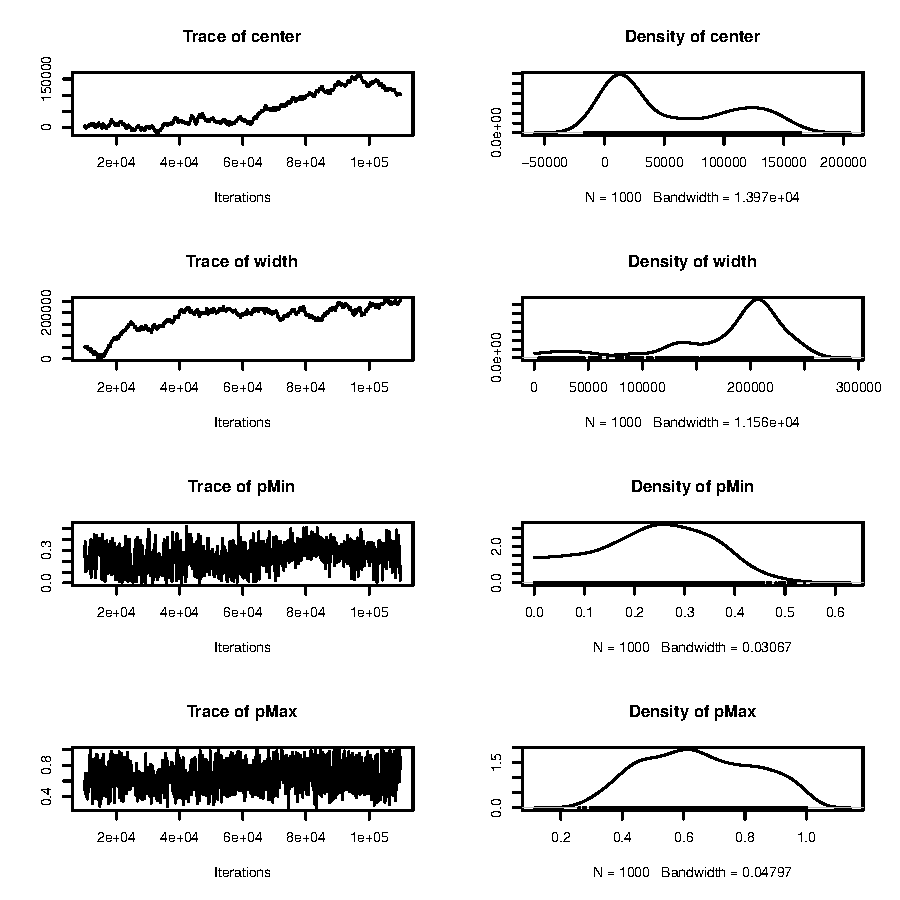 Trace of center
Density of center
0 150000
2e+04 4e+04 6e+04 8e+04 1e+05
Iterations
0.0e+00
−50000 0 50000 100000 150000 200000
N = 1000 Bandwidth = 1.397e+04
Trace of width
Density of width
0 200000
2e+04 4e+04 6e+04 8e+04 1e+05
Iterations
0.0e+00
0 50000 100000 200000 300000
N = 1000 Bandwidth = 1.156e+04
Trace of pMin
Density of pMin
0.0 0.3
2e+04 4e+04 6e+04 8e+04 1e+05
Iterations
0.0 2.0
0.0 0.1 0.2 0.3 0.4 0.5 0.6
N = 1000 Bandwidth = 0.03067
Trace of pMax
Density of pMax
0.4 0.8
2e+04 4e+04 6e+04 8e+04 1e+05
Iterations
0.0 1.5
0.2 0.4 0.6 0.8 1.0
N = 1000 Bandwidth = 0.04797